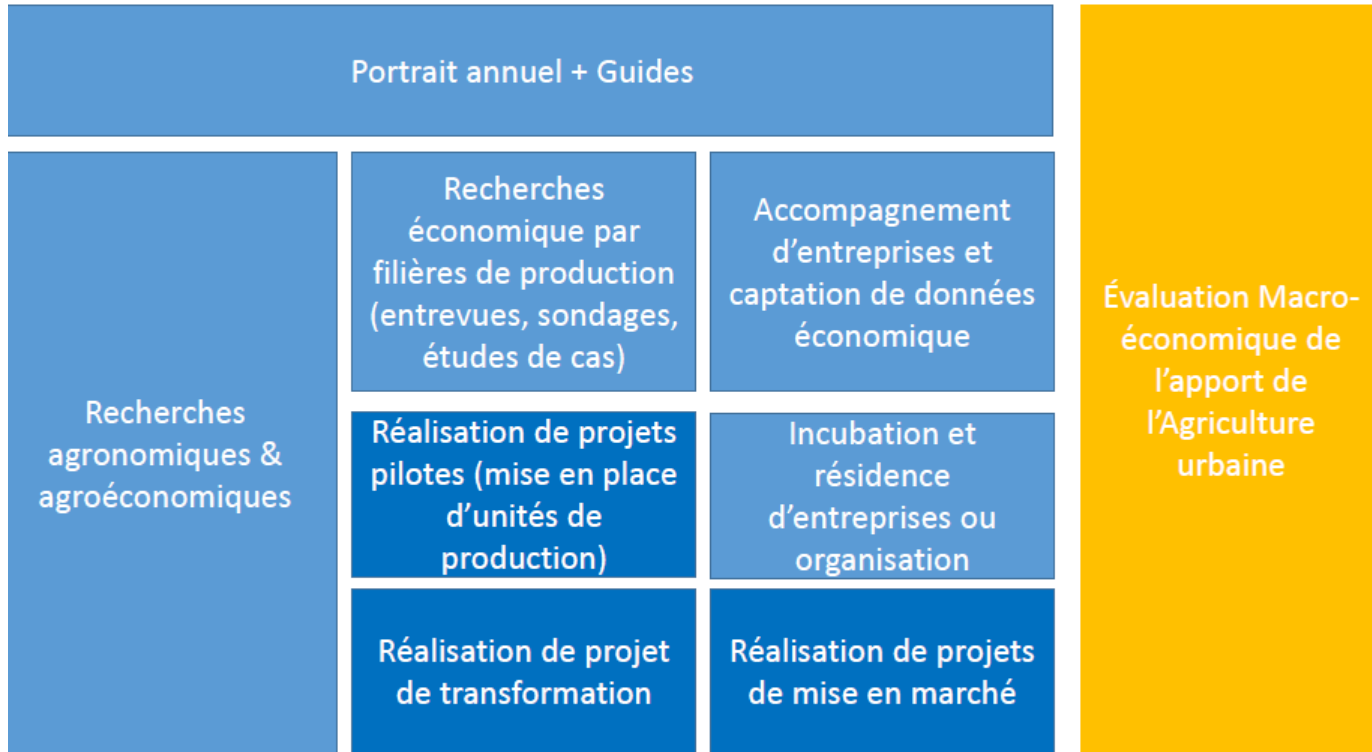 Portrait annuel + Guides
Recherches
agronomiques &
agroéconomiques
Recherches
économique par
filières de production
(entrevues, sondages,
études de cas)
Accompagnement
d'entreprises et
captation de données
économique
Réalisation de projets
pilotes (mise en place
d'unités de
production)
Incubation et
résidence
d'entreprises ou
organisation
Réalisation de projet
de transformation
Réalisation de projets
de mise en marché
Évaluation Macro-
économique de
l'apport de
l'Agriculture
urbaine